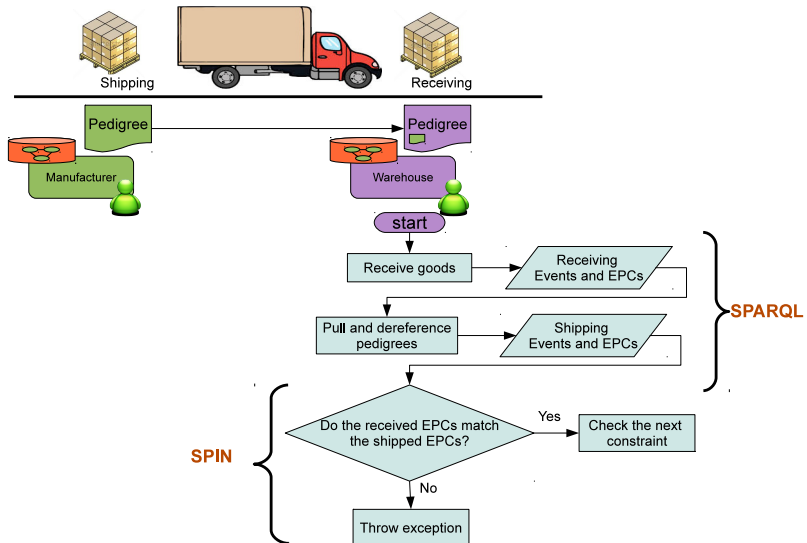 Shipping
Receiving
Pedigree
Pedigree
Manufacturer
Warehouse
start
Receive goods
Receiving
Events and EPCs
SPARQL
Pull and dereference
pedigrees
Shipping
Events and EPCs
Do the received EPCs match
the shipped EPCs?
Yes
Check the next
constraint
SPIN
No
Throw exception